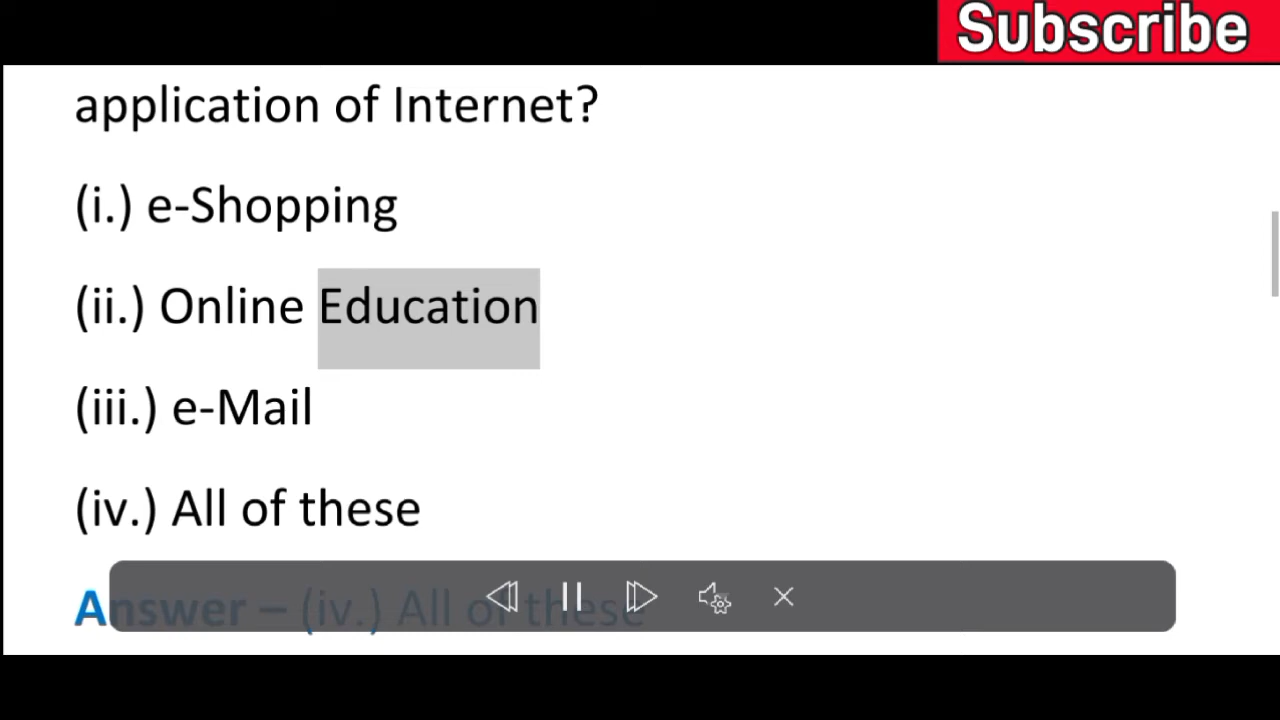 Subscribe
application of Internet?
(i.) e-Shopping
(ii.) Online Education
(iii.) e-Mail
(iv.) All of these
Answer – (iv.) All of these